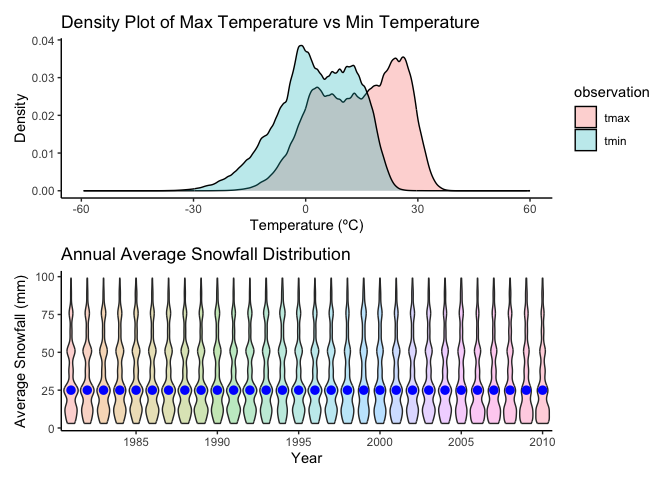 Density Plot of Max Temperature vs Min Temperature
0.04
0.03
0.02
0.01
0.00
Density
-60
-30
0
30
60
Temperature (ºC)
observation
tmax
tmin
Annual Average Snowfall Distribution
100
75
50
25
0
Average Snowfall (mm)
1985
1990
1995
2000
2005
2010
Year